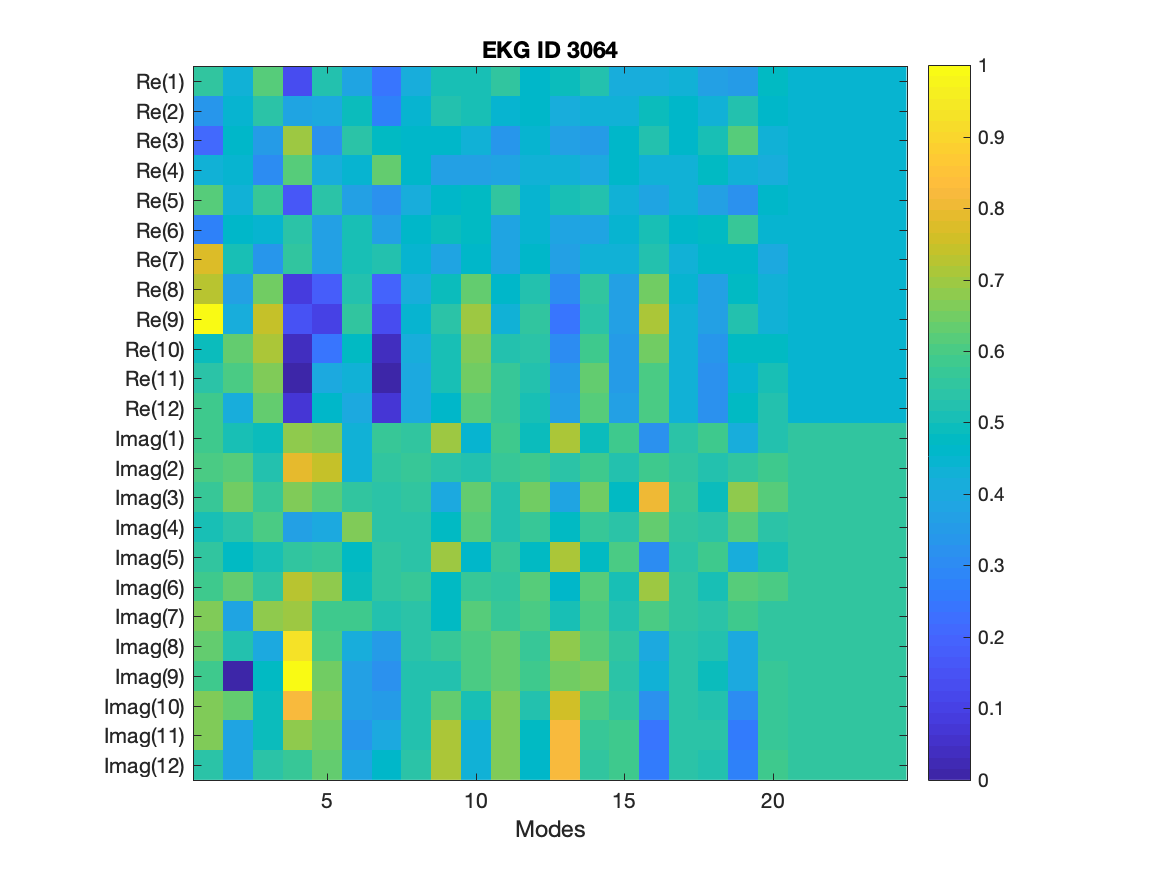 EKG ID 3064
Re(1)
Re(2)
Re(3)
Re(4)
Re(5)
Re(6)
Re(7)
Re(8)
Re(9)
Re(10)
Re(11)
Re(12)
Imag(1)
Imag(2)
Imag(3)
Imag(4)
Imag(5)
Imag(6)
Imag(7)
Imag(8)
Imag(9)
Imag(10)
Imag(11)
Imag(12)
5 10 15 20
Modes
1
0.9
0.8
0.7
0.6
0.5
0.4
0.3
0.2
0.1
0